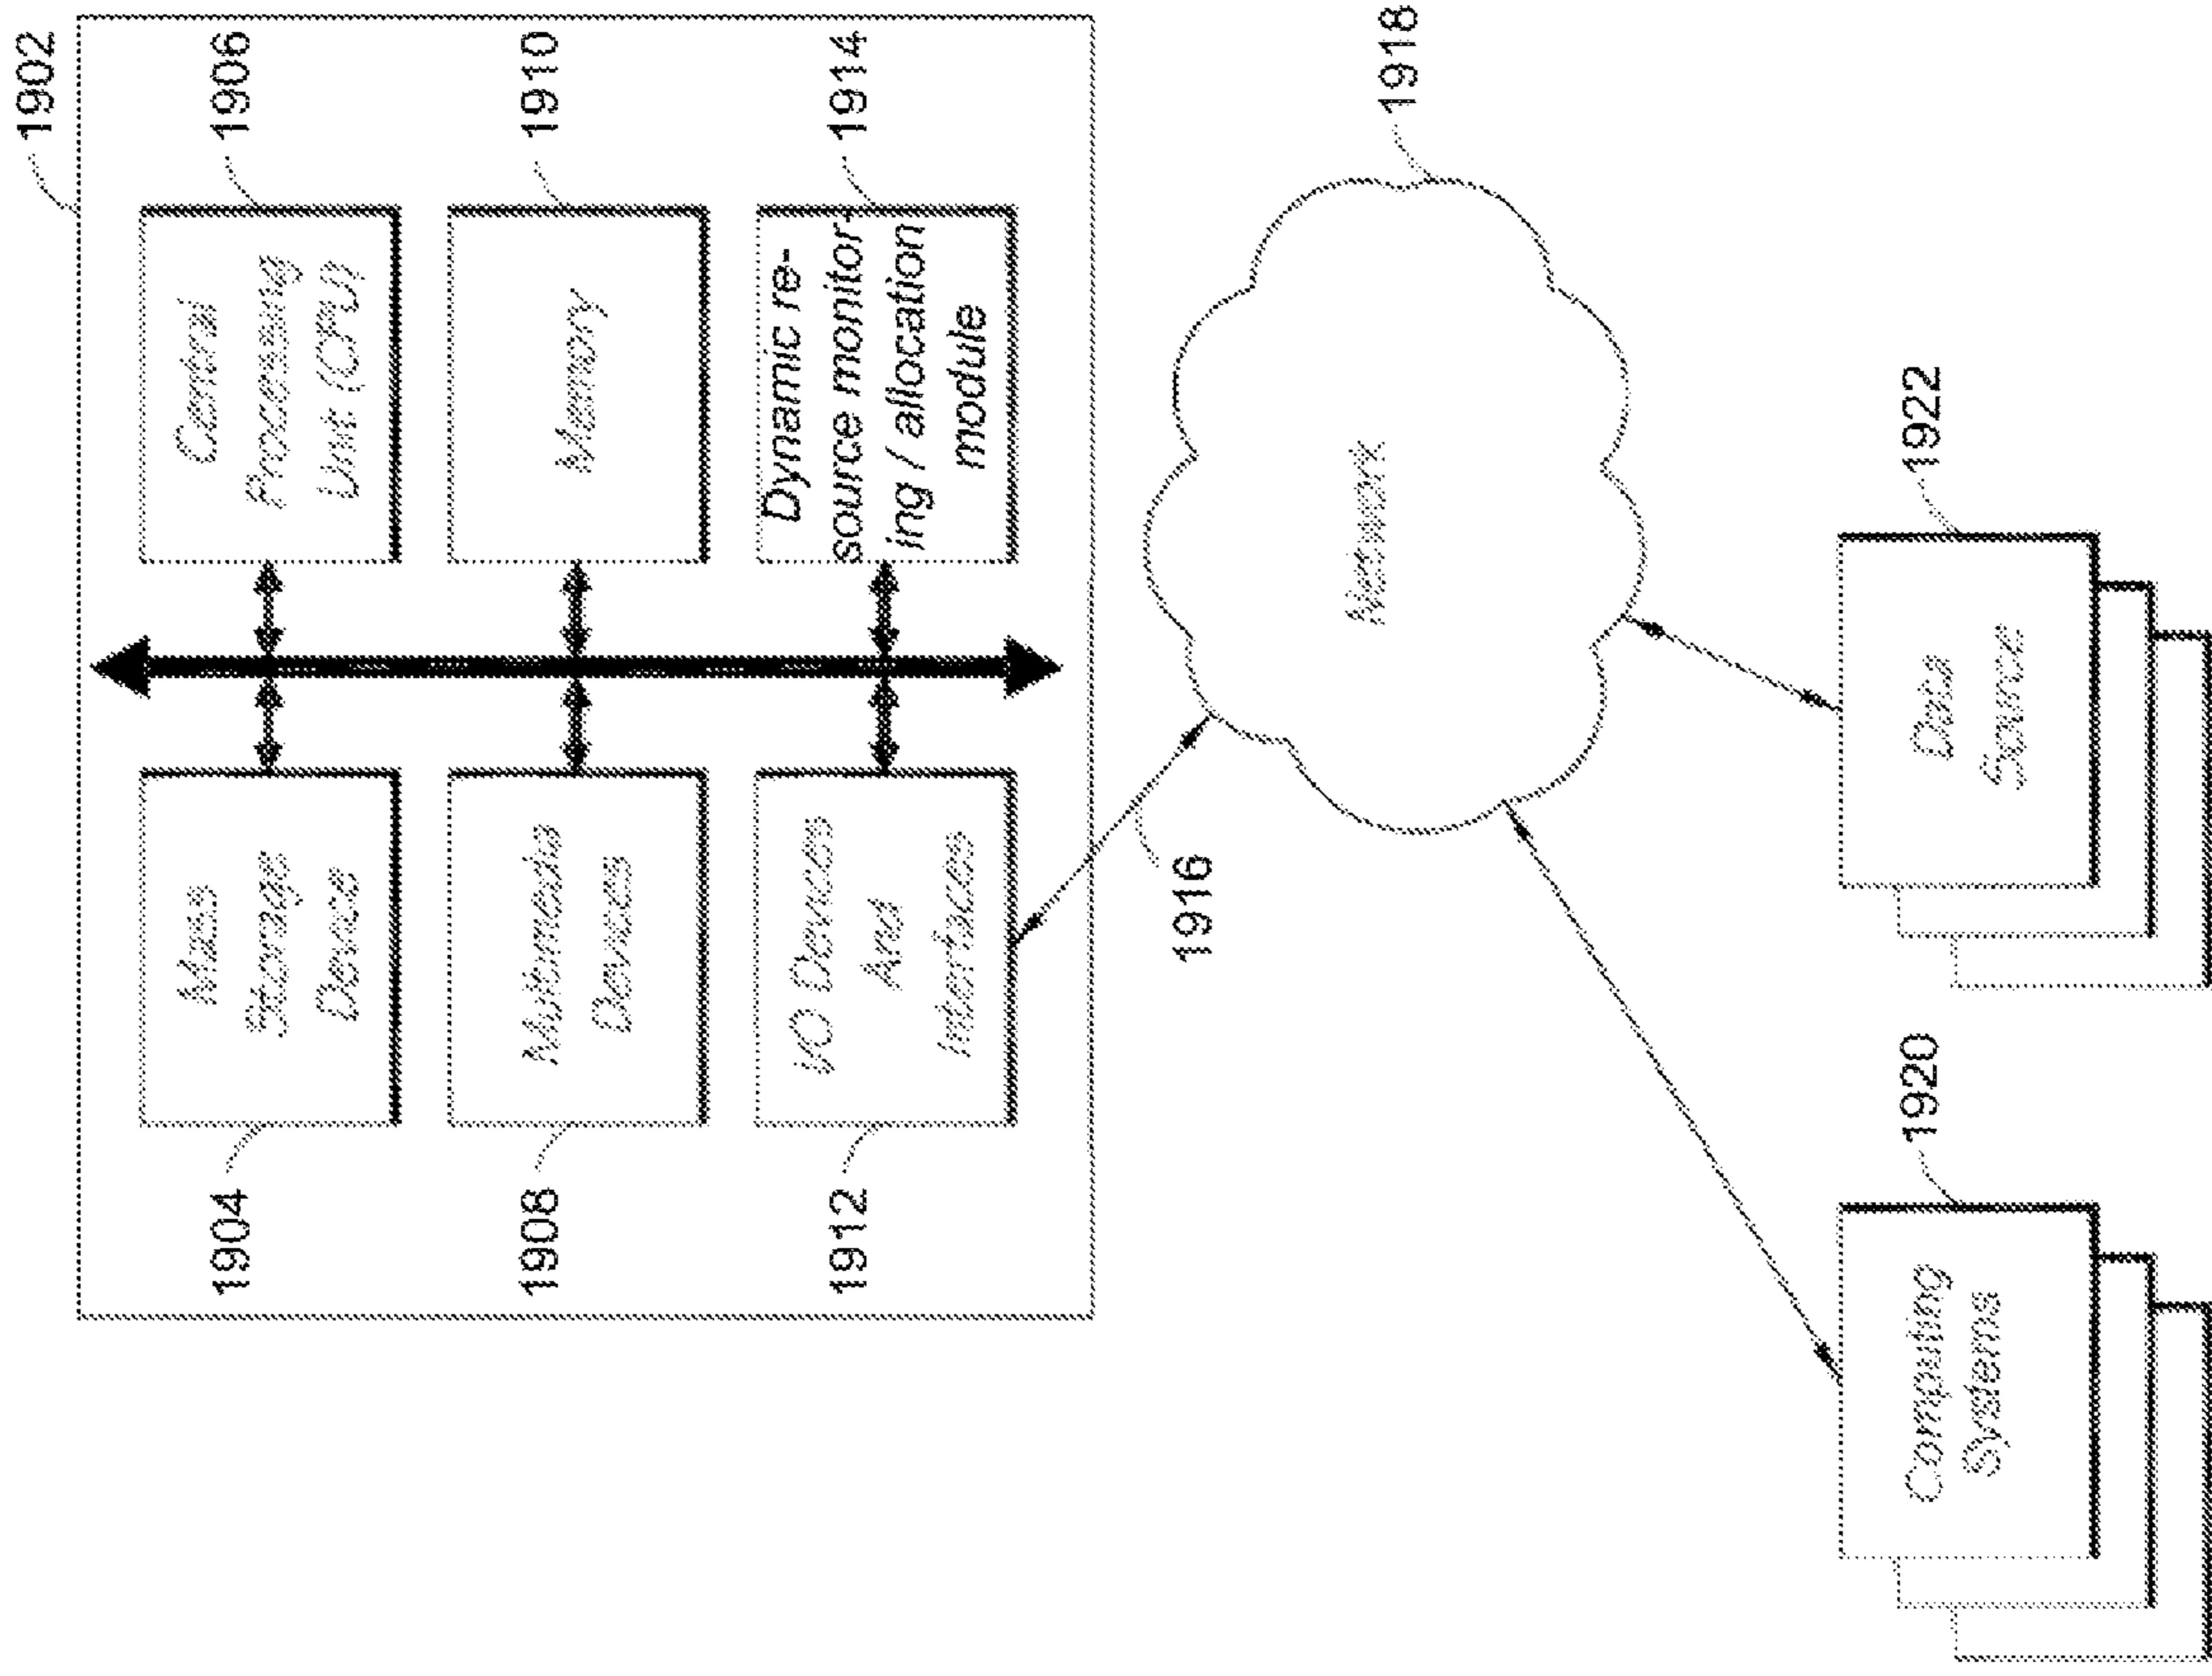 1902
1904
Mass
Storage
Device
Central
Processing
Unit (CPU)
1906
1908
Multimedia
Devices
Memory
1910
1912
I/O Devices
And
Interfaces
Dynamic re-
source monitor-
ing / allocation
module
1914
1916
Network
1918
1920
Computing
Systems
1922
Data
Source